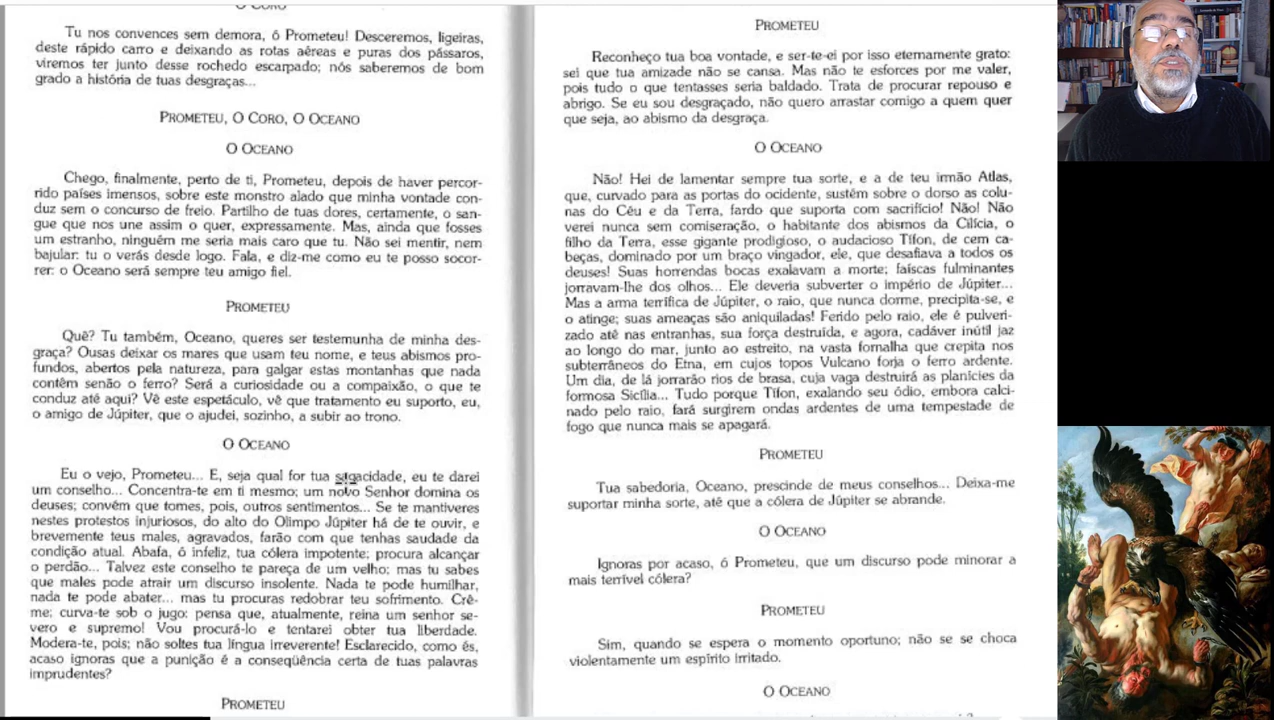 O CORO
Tu nos convences sem demora, ó Prometeu! Desceremos, ligeiras,
deste rápido carro e deixando as rotas aéreas e puras dos pássaros,
viremos ter junto desse rochedo escarpado; nós saberemos de bom
grado a história de tuas desgraças...
PROMETEU, O CORO, O OCEANO
O OCEANO
Chego, finalmente, perto de ti, Prometeu, depois de haver percor-
rido países imensos, sobre este monstro alado que minha vontade con-
duz sem o concurso de freio. Partilho de tuas dores, certamente, o san-
gue que nos une assim o quer, expressamente. Mas, ainda que fosses
um estranho, ninguém me seria mais caro que tu. Não sei mentir, nem
bajular: tu o verás desde logo. Fala, e diz-me como eu te posso socor-
rer: o Oceano será sempre teu amigo fiel.
PROMETEU
Quê? Tu também, Oceano, queres ser testemunha de minha des-
graça? Ousas deixar os mares que usam teu nome, e teus abismos pro-
fundos, abertos pela natureza, para galgar estas montanhas que nada
contêm senão o ferro? Será a curiosidade ou a compaixão, o que te
conduz até aqui? Vê este espetáculo, vê que tratamento eu suporto, eu,
o amigo de Júpiter, que o ajudei, sozinho, a subir ao trono.
O OCEANO
Eu o vejo, Prometeu... E, seja qual for tua sagacidade, eu te darei
um conselho... Concentra-te em ti mesmo; um novo Senhor domina os
deuses; convém que tomes, pois, outros sentimentos... Se te mantiveres
nestes protestos injuriosos, do alto do Olimpo Júpiter há de te ouvir, e
brevemente teus males, agravados, farão com que tenhas saudade da
condição atual. Abafa, ó infeliz, tua cólera impotente; procura alcançar
o perdão... Talvez este conselho te pareça de um velho; mas tu sabes
que males pode atrair um discurso insolente. Nada te pode humilhar,
nada te pode abater... mas tu procuras redobrar teu sofrimento. Crê-
me; curva-te sob o jugo: pensa que, atualmente, reina um senhor se-
vero e supremo! Vou procurá-lo e tentarei obter tua liberdade.
Modera-te, pois; não soltes tua língua irreverente! Esclarecido, como és,
acaso ignoras que a punição é a conseqüência certa de tuas palavras
imprudentes?
PROMETEU
PROMETEU
Reconheço tua boa vontade, e ser-te-ei por isso eternamente grato:
sei que tua amizade não se cansa. Mas não te esforces por me valer,
pois tudo o que tentasses seria baldado. Trata de procurar repouso e
abrigo. Se eu sou desgraçado, não quero arrastar comigo a quem quer
que seja, ao abismo da desgraça.
O OCEANO
Não! Hei de lamentar sempre tua sorte, e a de teu irmão Atlas,
que, curvado para as portas do ocidente, sustêm sobre o dorso as colu-
nas do Céu e da Terra, fardo que suporta com sacrifício! Não! Não
verei nunca sem comiseração, o habitante dos abismos da Cilícia, o
filho da Terra, esse gigante prodigioso, o audacioso Tífon, de cem ca-
beças, dominado por um braço vingador, ele, que desafiava a todos os
deuses! Suas horrendas bocas exalavam a morte; faíscas fulminantes
jorravam-lhe dos olhos... Ele deveria subverter o império de Júpiter...
Mas a arma terrífica de Júpiter, o raio, que nunca dorme, precipita-se, e
o atinge; suas ameaças são aniquiladas! Ferido pelo raio, ele é pulveri-
zado até nas entranhas, sua força destruída, e agora, cadáver inútil jaz
ao longo do mar, junto ao estreito, na vasta fornalha que crepita nos
subterrâneos do Etna, em cujos topos Vulcano forja o ferro ardente.
Um dia, de lá jorrarão rios de brasa, cuja vaga destruirá as planícies da
formosa Sicília... Tudo porque Tífon, exalando seu ódio, embora calci-
nado pelo raio, fará surgirem ondas ardentes de uma tempestade de
fogo que nunca mais se apagará.
PROMETEU
Tua sabedoria, Oceano, prescinde de meus conselhos... Deixa-me
suportar minha sorte, até que a cólera de Júpiter se abrande.
O OCEANO
Ignoras por acaso, ó Prometeu, que um discurso pode minorar a
mais terrível cólera?
PROMETEU
Sim, quando se espera o momento oportuno; não se se choca
violentamente um espírito irritado.
O OCEANO